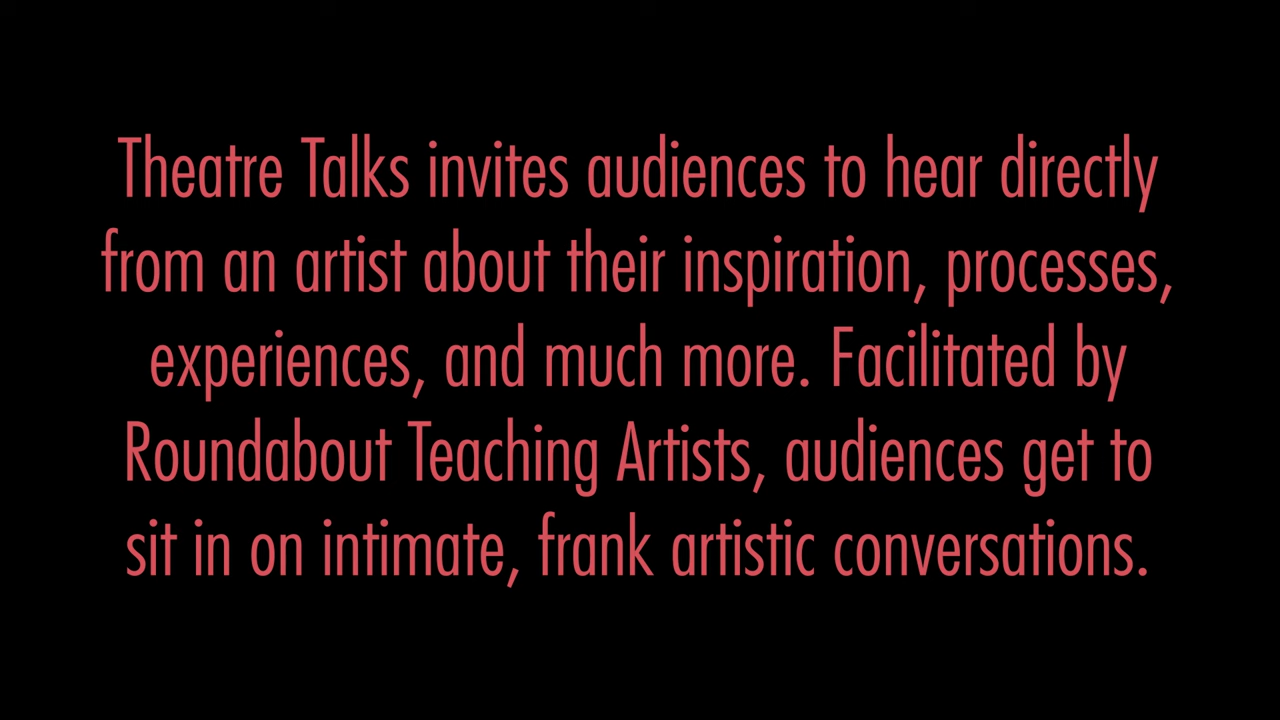 Theatre Talks invites audiences to hear directly
from an artist about their inspiration, processes,
experiences, and much more. Facilitated by
Roundabout Teaching Artists, audiences get to
sit in on intimate, frank artistic conversations.